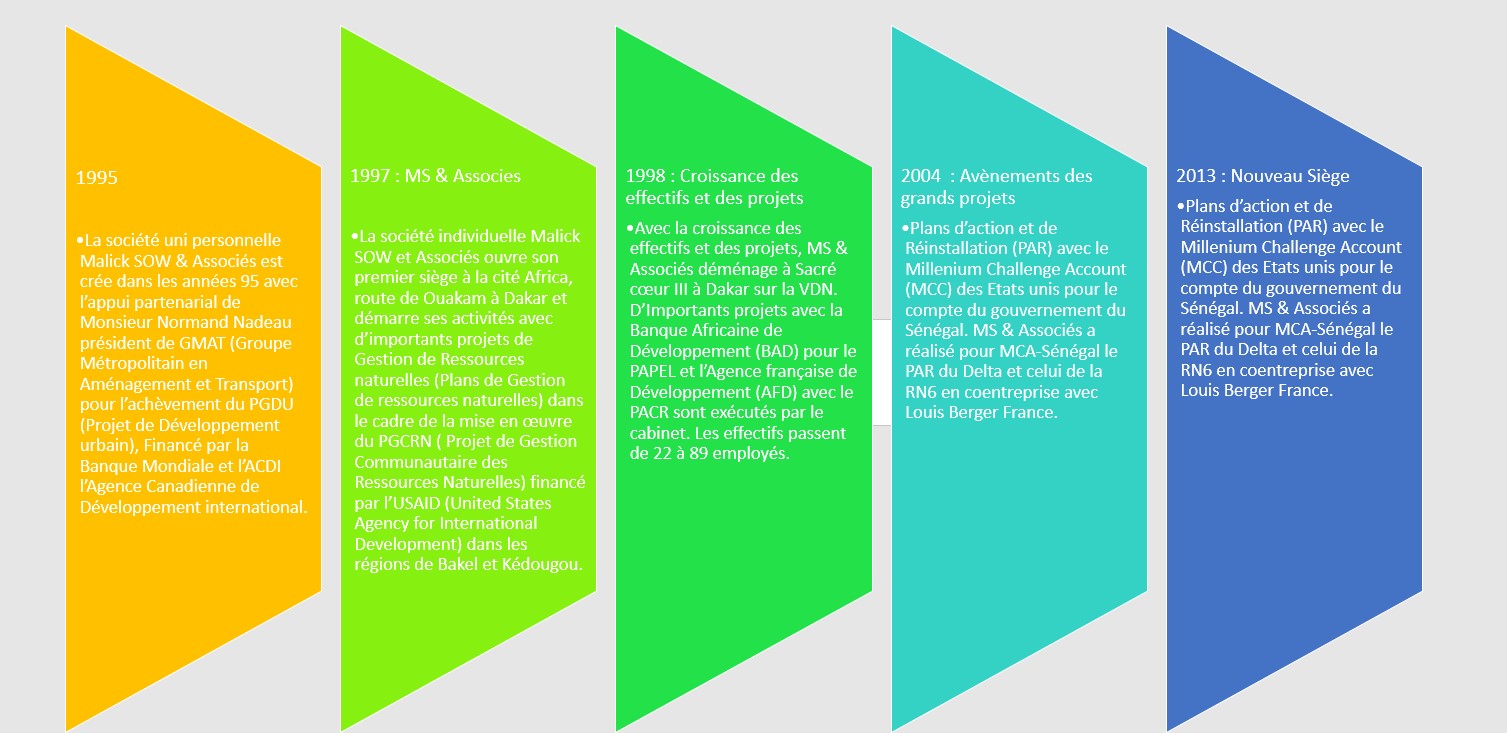 1995
•La société uni personnelle
Malick SOW & Associés est
crée dans les années 95 avec
l’appui partenarial de
Monsieur Normand Nadeau
président de GMAT (Groupe
Métropolitain en
Aménagement et Transport)
pour l’achèvement du PGDU
(Projet de Développement
urbain), Financé par la
Banque Mondiale et l’ACDI
l’Agence Canadienne de
Développement international.
1997 : MS & Associes
•La société individuelle Malick
SOW et Associés ouvre son
premier siège à la cité Africa,
route de Ouakam à Dakar et
démarre ses activités avec
d’importants projets de
Gestion de Ressources
naturelles (Plans de Gestion
de ressources naturelles) dans
le cadre de la mise en œuvre
du PGCRN ( Projet de Gestion
Communautaire des
Ressources Naturelles) financé
par l’USAID (United States
Agency for International
Development) dans les
régions de Bakel et Kédougou.
1998 : Croissance des
effectifs et des projets
•Avec la croissance des
effectifs et des projets, MS &
Associés déménage à Sacré
cœur III à Dakar sur la VDN.
D’Importants projets avec la
Banque Africaine de
Développement (BAD) pour le
PAPEL et l’Agence française de
Développement (AFD) avec le
PACR sont exécutés par le
cabinet. Les effectifs passent
de 22 à 89 employés.
2004  : Avènements des
grands projets
•Plans d’action et de
Réinstallation (PAR) avec le
Millenium Challenge Account
(MCC) des Etats unis pour le
compte du gouvernement du
Sénégal. MS & Associés a
réalisé pour MCA-Sénégal le
PAR du Delta et celui de la
RN6 en coentreprise avec
Louis Berger France.
2013 : Nouveau Siège
•Plans d’action et de
Réinstallation (PAR) avec le
Millenium Challenge Account
(MCC) des Etats unis pour le
compte du gouvernement du
Sénégal. MS & Associés a
réalisé pour MCA-Sénégal le
PAR du Delta et celui de la
RN6 en coentreprise avec
Louis Berger France.